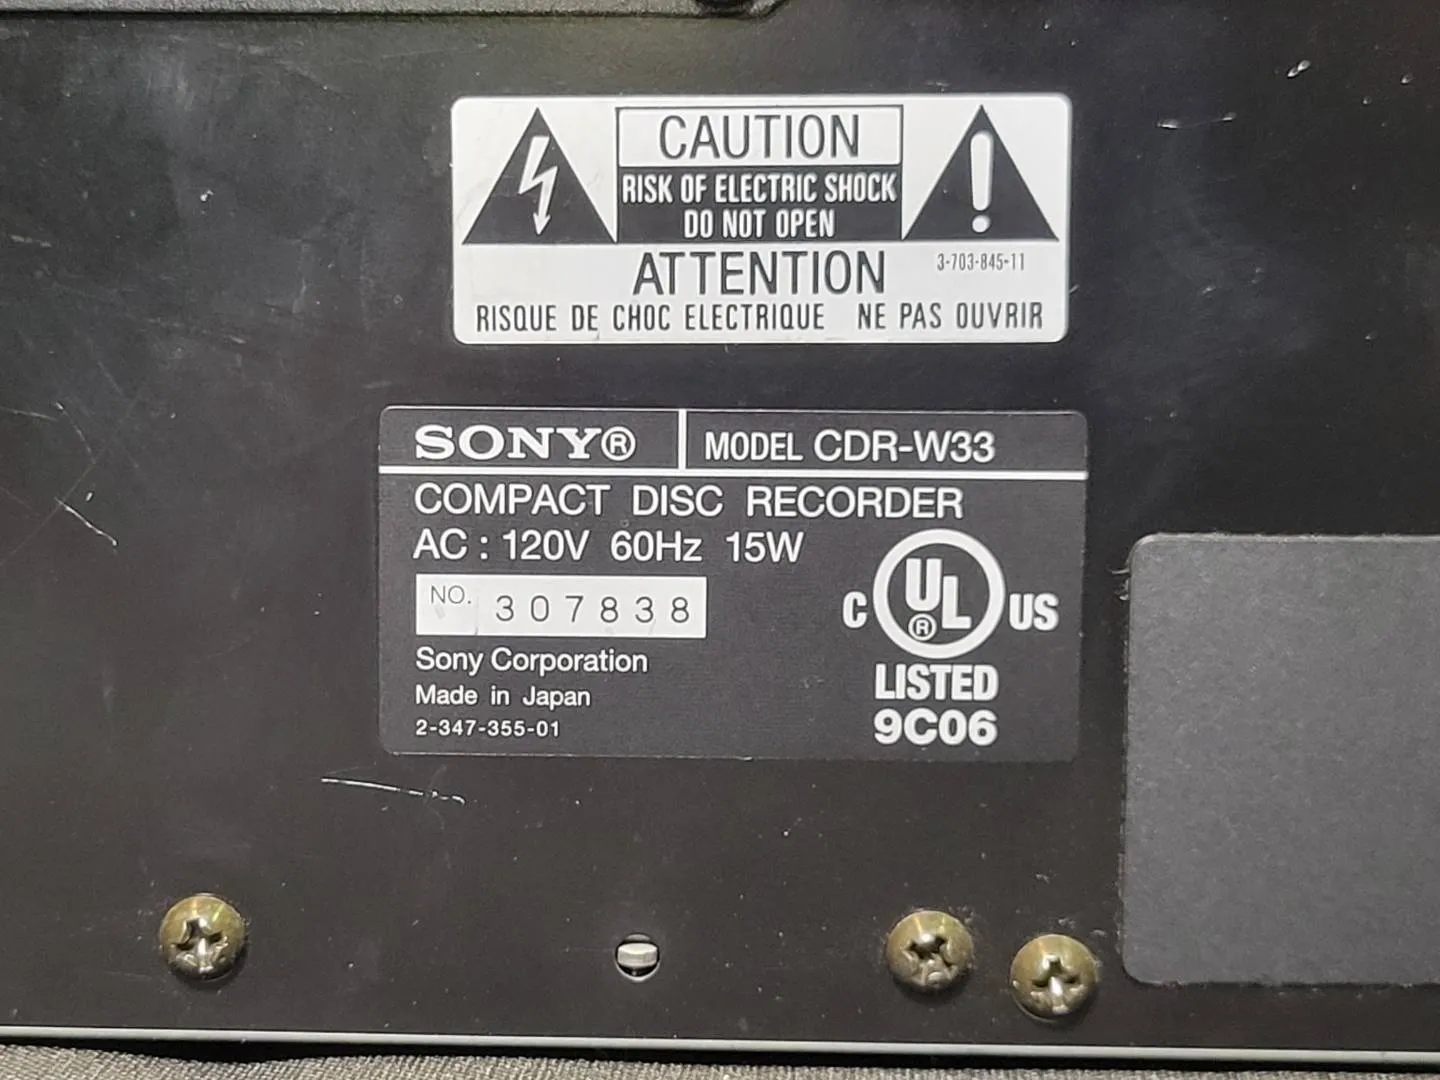 CAUTION
RISK OF ELECTRIC SHOCK
DO NOT OPEN
ATTENTION
3-703-845-11
RISQUE DE CHOC ELECTRIQUE NE PAS OUVRIR
SONY® MODEL CDR-W33
COMPACT DISC RECORDER
AC : 120V 60Hz 15W
NO. 307838
C UL® US
LISTED
9C06
Sony Corporation
Made in Japan
2-347-355-01